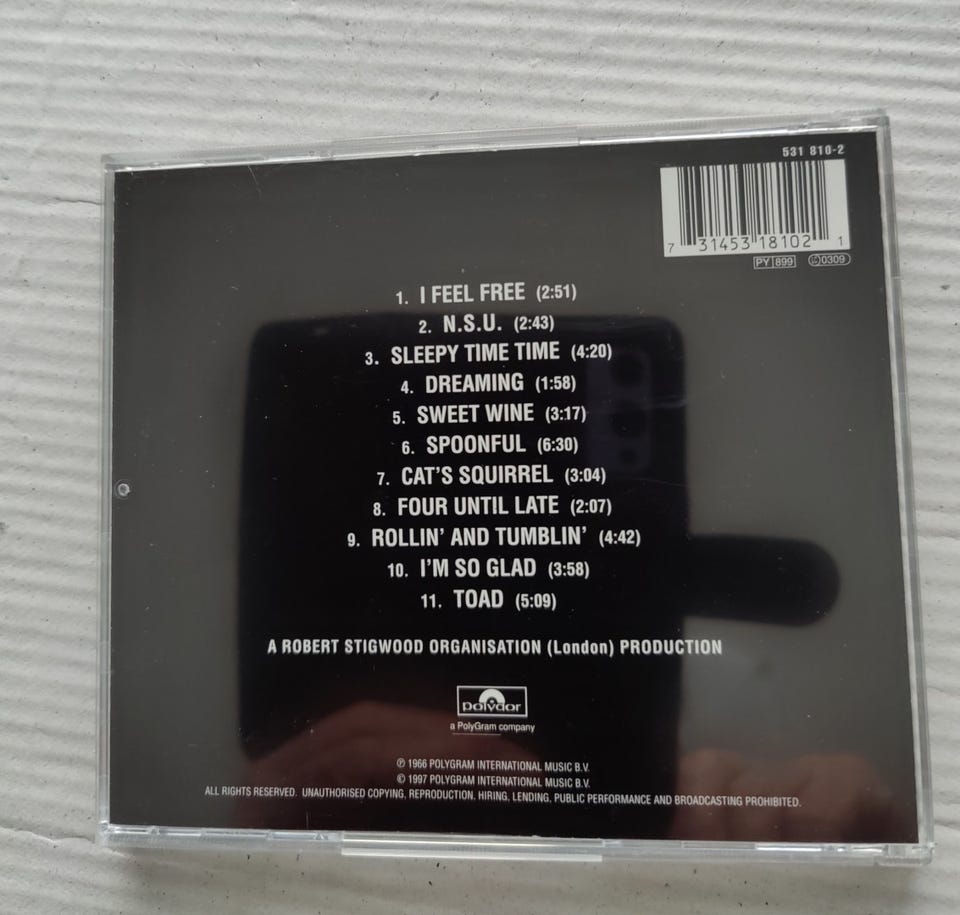 531 810-2
7 31453 18102 1
PY 899 LC 0309
1. I FEEL FREE (2:51)
2. N.S.U. (2:43)
3. SLEEPY TIME TIME (4:20)
4. DREAMING (1:58)
5. SWEET WINE (3:17)
6. SPOONFUL (6:30)
7. CAT'S SQUIRREL (3:04)
8. FOUR UNTIL LATE (2:07)
9. ROLLIN' AND TUMBLIN' (4:42)
10. I'M SO GLAD (3:58)
11. TOAD (5:09)
A ROBERT STIGWOOD ORGANISATION (London) PRODUCTION
polydor
a PolyGram company
℗ 1966 POLYGRAM INTERNATIONAL MUSIC B.V.
© 1997 POLYGRAM INTERNATIONAL MUSIC B.V.
ALL RIGHTS RESERVED. UNAUTHORISED COPYING, REPRODUCTION, HIRING, LENDING, PUBLIC PERFORMANCE AND BROADCASTING PROHIBITED.